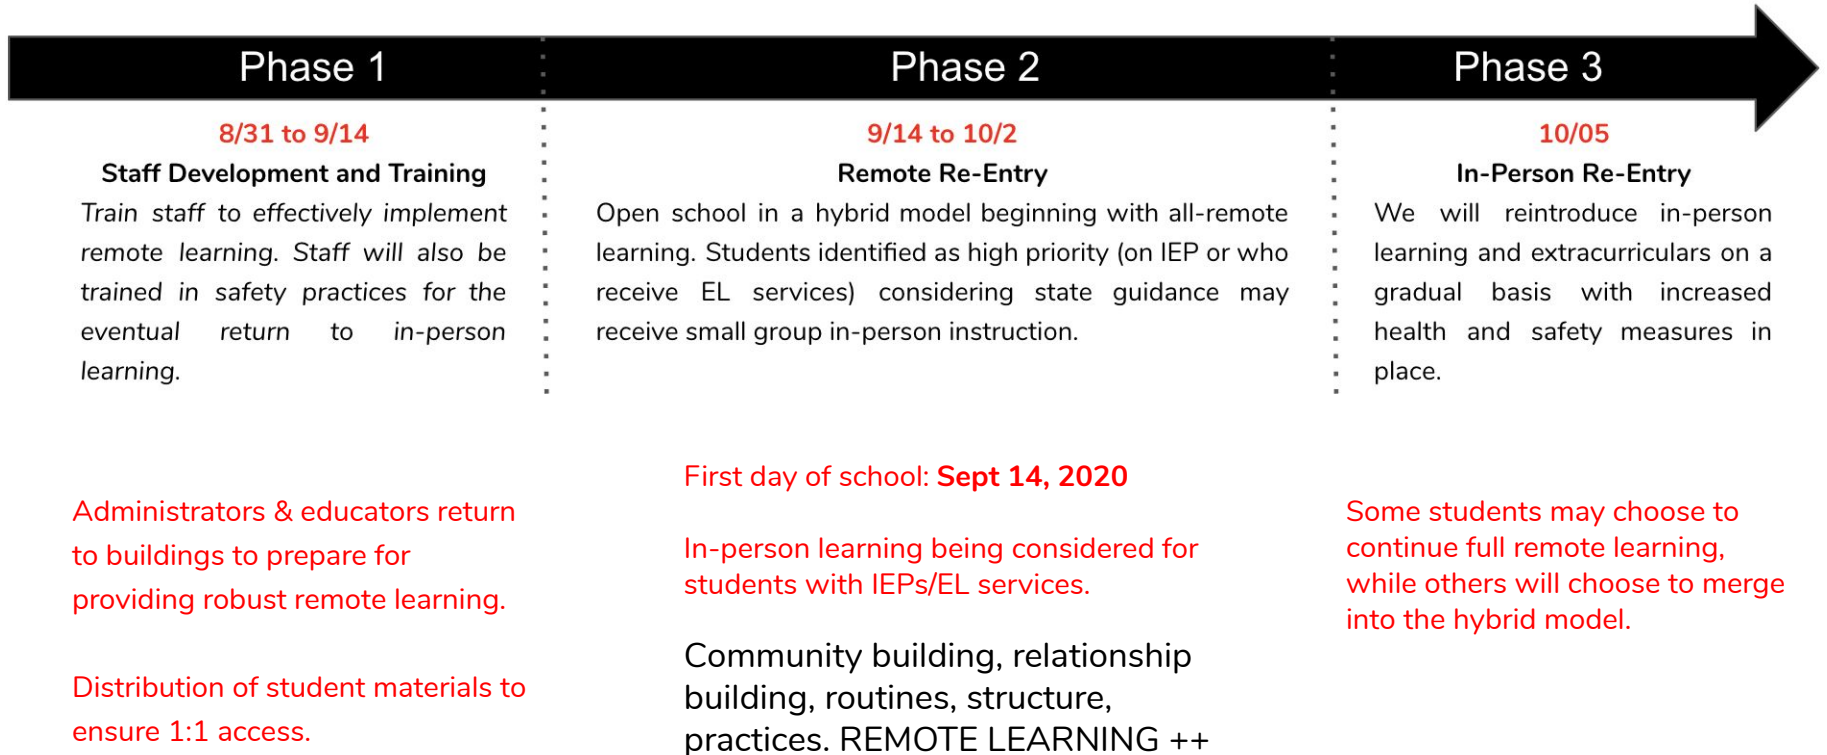 Phase 1
Phase 2
Phase 3
8/31 to 9/14
Staff Development and Training
Train staff to effectively implement
remote learning. Staff will also be
trained in safety practices for the
eventual return to in-person
learning.
9/14 to 10/2
Remote Re-Entry
Open school in a hybrid model beginning with all-remote
learning. Students identified as high priority (on IEP or who
receive EL services) considering state guidance may
receive small group in-person instruction.
10/05
In-Person Re-Entry
We will reintroduce in-person
learning and extracurriculars on a
gradual basis with increased
health and safety measures in
place.
Administrators & educators return
to buildings to prepare for
providing robust remote learning.
Distribution of student materials to
ensure 1:1 access.
First day of school: Sept 14, 2020
In-person learning being considered for
students with IEPs/EL services.
Community building, relationship
building, routines, structure,
practices. REMOTE LEARNING ++
Some students may choose to
continue full remote learning,
while others will choose to merge
into the hybrid model.